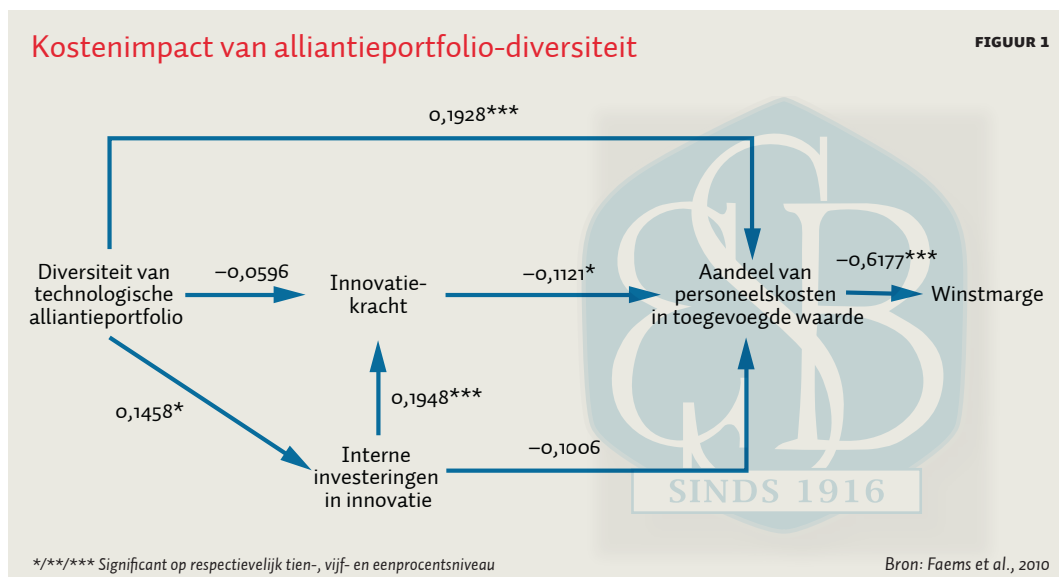 Kostenimpact van alliantieportfolio-diversiteit
FIGUUR 1
0,1928***
Diversiteit van
technologische
alliantieportfolio
−0,0596
Innovatie-
kracht
−0,1121*
Aandeel van
personeelskosten
in toegevoegde waarde
−0,6177***
Winstmarge
0,1458*
0,1948***
Interne
investeringen
in innovatie
−0,1006
ESB
SINDS 1916
*/**/*** Significant op respectievelijk tien-, vijf- en eenprocentsniveau
Bron: Faems et al., 2010